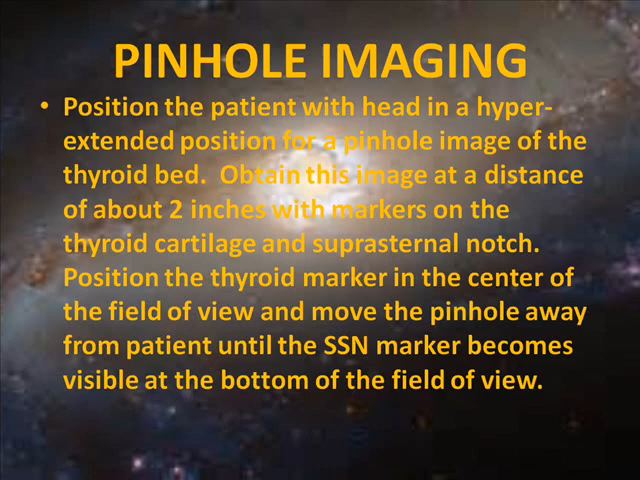 PINHOLE IMAGING
• Position the patient with head in a hyper-
extended position for a pinhole image of the
thyroid bed.  Obtain this image at a distance
of about 2 inches with markers on the
thyroid cartilage and suprasternal notch.
Position the thyroid marker in the center of
the field of view and move the pinhole away
from patient until the SSN marker becomes
visible at the bottom of the field of view.